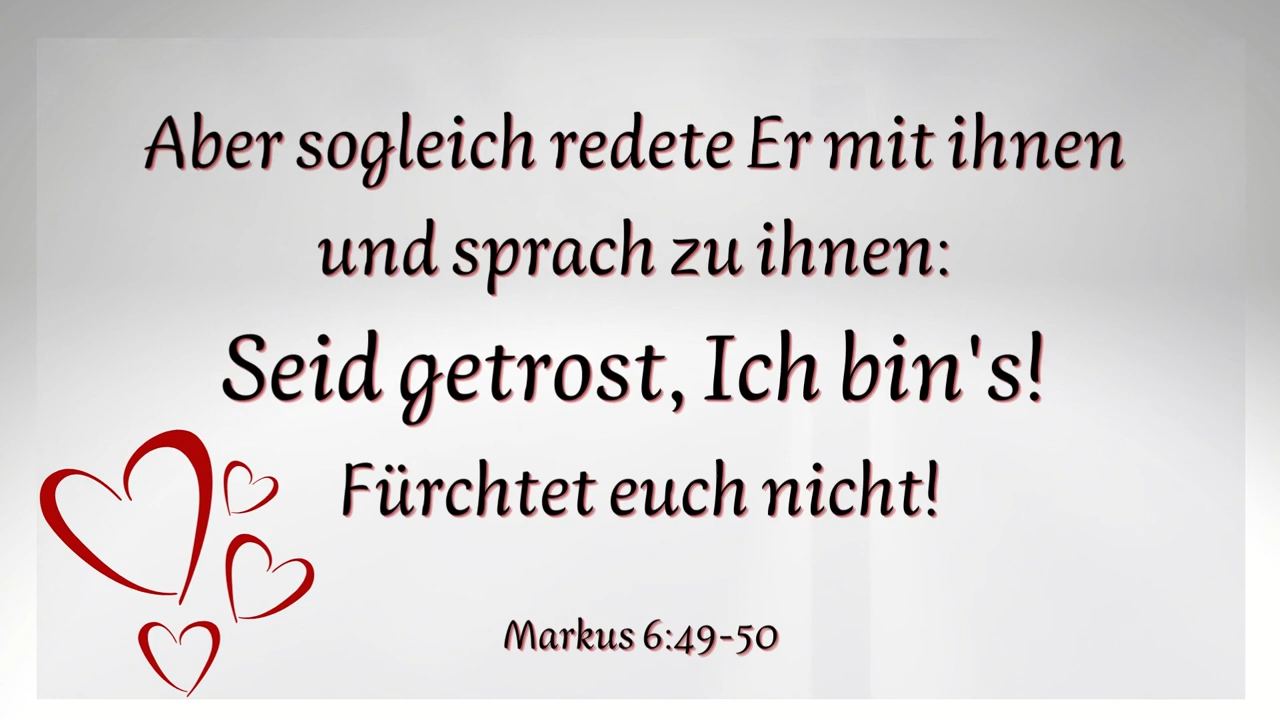 Aber sogleich redete Er mit ihnen
und sprach zu ihnen:
Seid getrost, Ich bin's!
Fürchtet euch nicht!
Markus 6:49-50